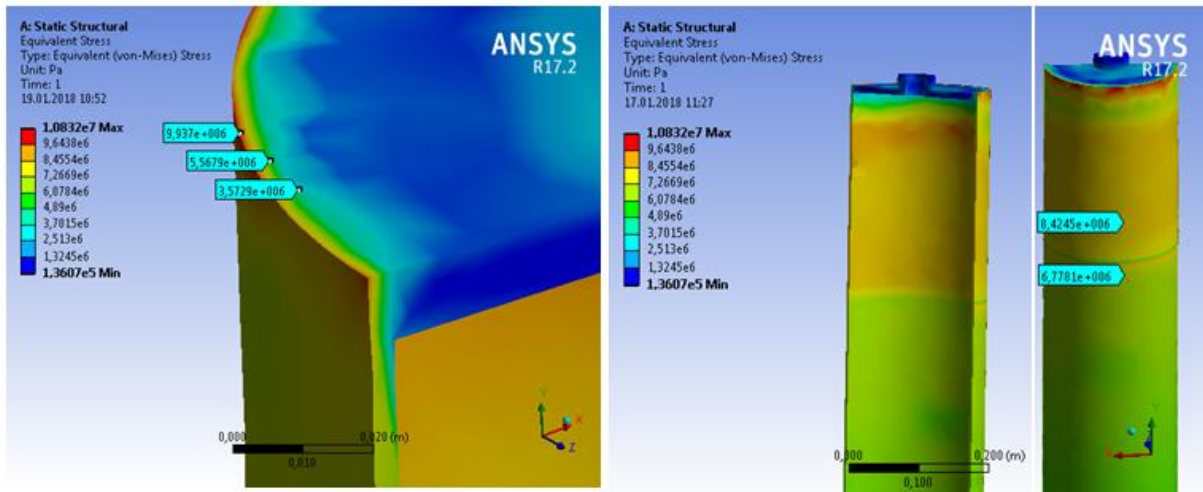 A: Static Structural
Equivalent Stress
Type: Equivalent (von-Mises) Stress
Unit: Pa
Time: 1
19.01.2018 10:52
1,0832e7 Max
9,6438e6
8,4554e6
7,2669e6
6,0784e6
4,89e6
3,7015e6
2,513e6
1,3245e6
1,3607e5 Min
ANSYS
R17.2
9,937e+006
5,5679e+006
3,5729e+006
0,000
0,020 (m)
0,010
Y
X
Z
A: Static Structural
Equivalent Stress
Type: Equivalent (von-Mises) Stress
Unit: Pa
Time: 1
17.01.2018 11:27
1,0832e7 Max
9,6438e6
8,4554e6
7,2669e6
6,0784e6
4,89e6
3,7015e6
2,513e6
1,3245e6
1,3607e5 Min
ANSYS
R17.2
8,4245e+006
6,7781e+006
0,000
0,200 (m)
0,100
Y
X